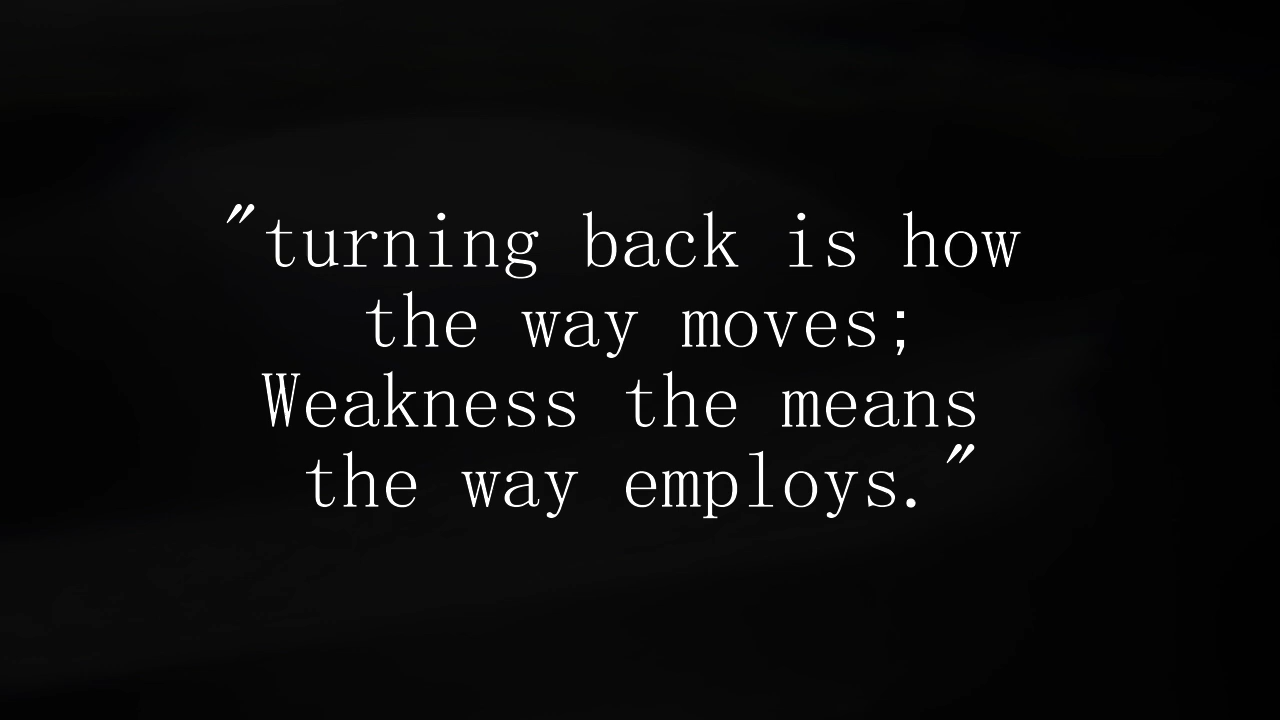 "turning back is how
the way moves;
Weakness the means
the way employs."